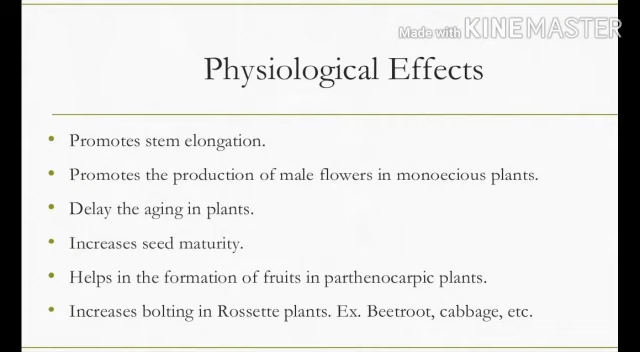 Made with KINEMASTER
Physiological Effects
• Promotes stem elongation.
• Promotes the production of male flowers in monoecious plants.
• Delay the aging in plants.
• Increases seed maturity.
• Helps in the formation of fruits in parthenocarpic plants.
• Increases bolting in Rossette plants. Ex. Beetroot, cabbage, etc.